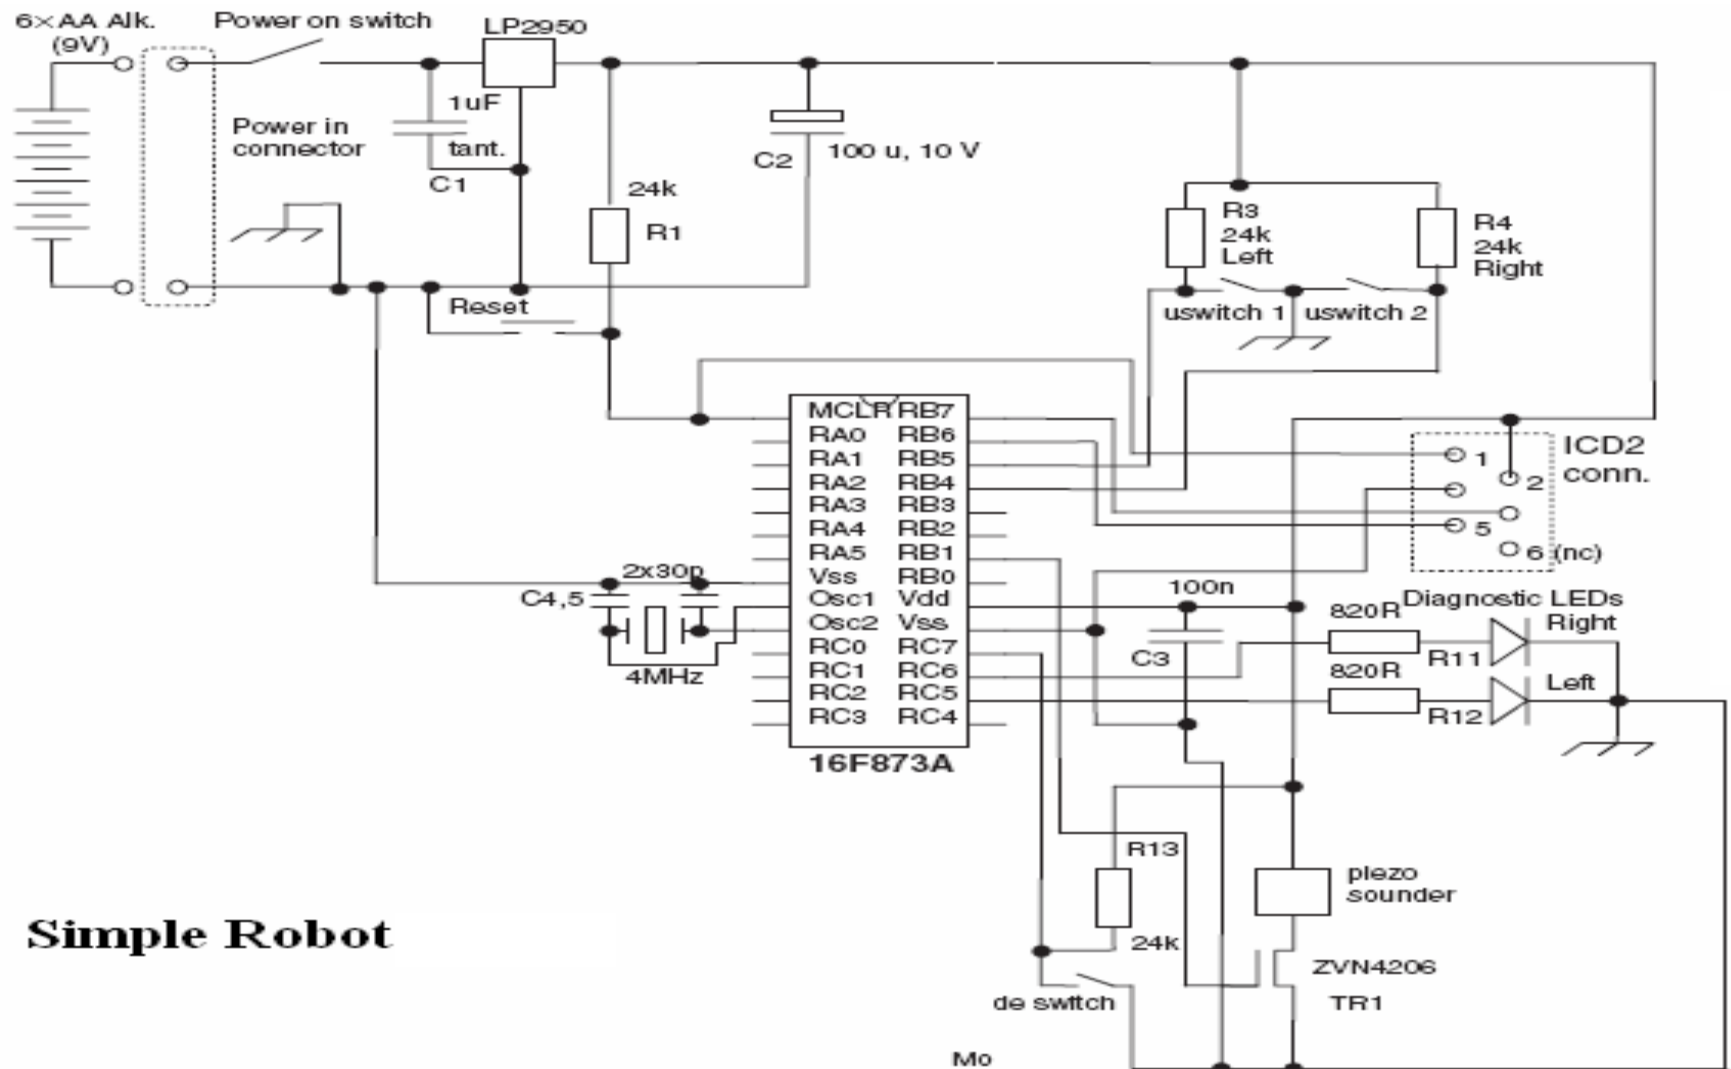 6×AA Alk.
(9V)
Power on switch
LP2950
1uF
tant.
C1
Power in
connector
C2
100 u, 10 V
24k
R1
R3
24k
Left
R4
24k
Right
Reset
uswitch 1
uswitch 2
MCLR RB7
RA0 RB6
RA1 RB5
RA2 RB4
RA3 RB3
RA4 RB2
RA5 RB1
Vss RB0
Osc1 Vdd
Osc2 Vss
RC0 RC7
RC1 RC6
RC2 RC5
RC3 RC4
16F873A
ICD2
conn.
1
2
5
6 (nc)
2x30p
C4,5
4MHz
100n
C3
820R
Diagnostic LEDs
Right
R11
820R
Left
R12
R13
24k
piezo
sounder
ZVN4206
TR1
de switch
Mo
Simple Robot